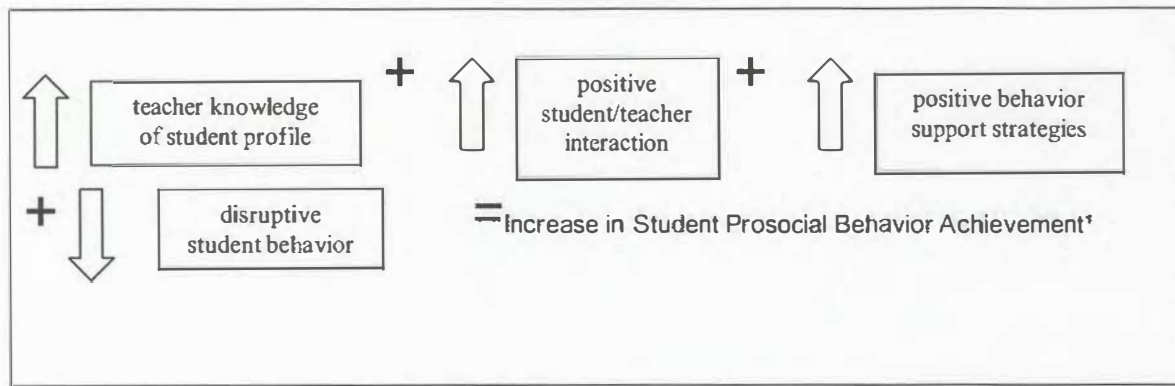 +
+
teacher knowledge
of student profile
positive
student/teacher
interaction
positive behavior
support strategies
+
disruptive
student behavior
=Increase in Student Prosocial Behavior Achievement*